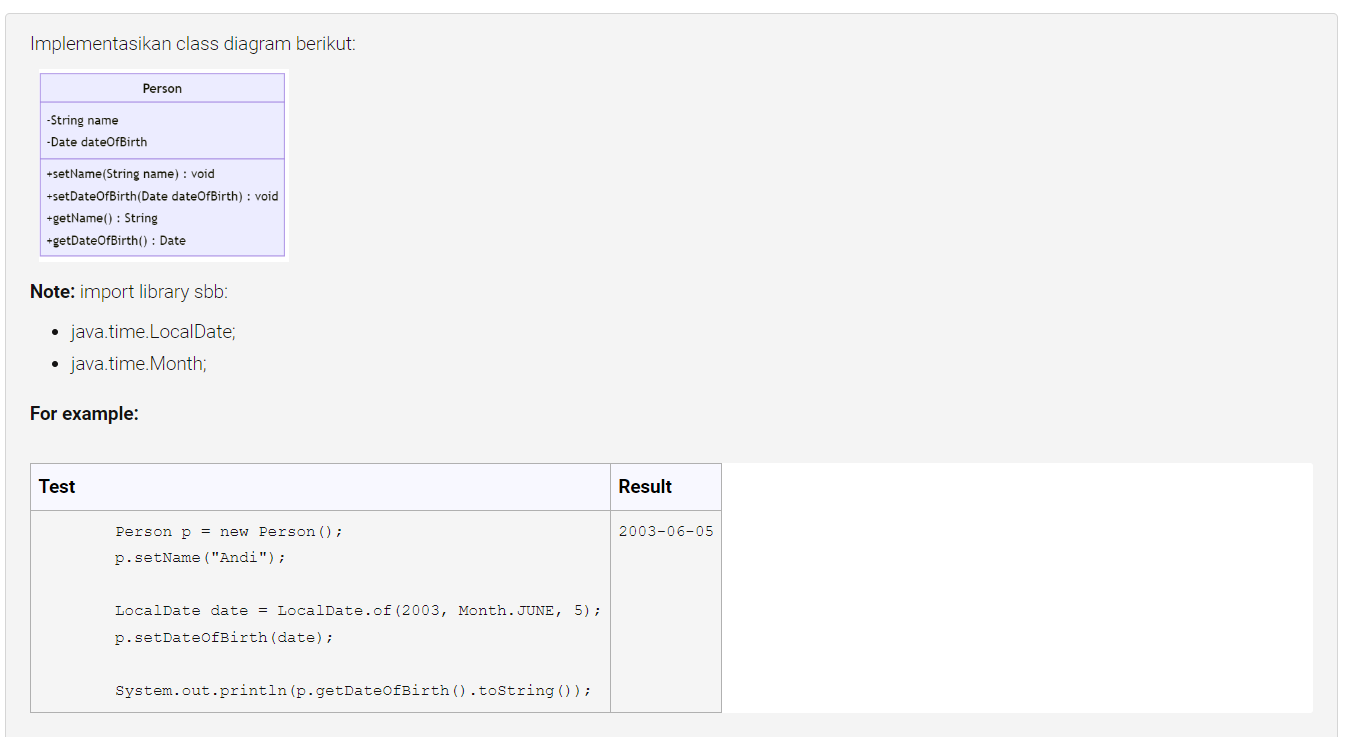 Implementasikan class diagram berikut:
Person
-String name
-Date dateOfBirth
+setName(String name) : void
+setDateOfBirth(Date dateOfBirth) : void
+getName() : String
+getDateOfBirth() : Date
Note: import library sbb:
• java.time.LocalDate;
• java.time.Month;
For example:
Test Result
Person p = new Person(); 2003-06-05
p.setName("Andi");
LocalDate date = LocalDate.of(2003, Month.JUNE, 5);
p.setDateOfBirth(date);
System.out.println(p.getDateOfBirth().toString());